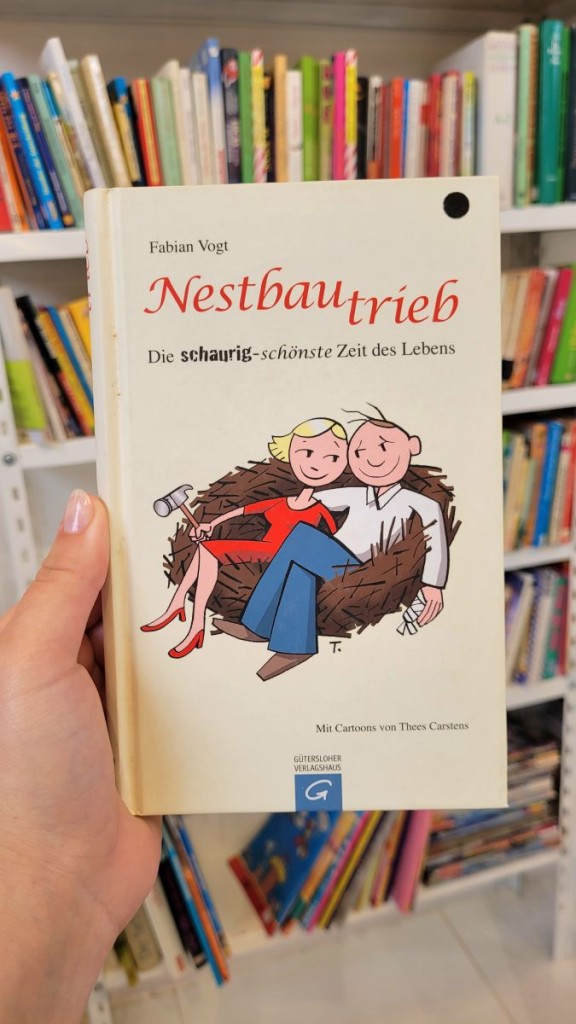 Fabian Vogt
Nestbautrieb
Die schaurig-schönste Zeit des Lebens
T.
Mit Cartoons von Thees Carstens
GÜTERSLOHER
VERLAGSHAUS
G